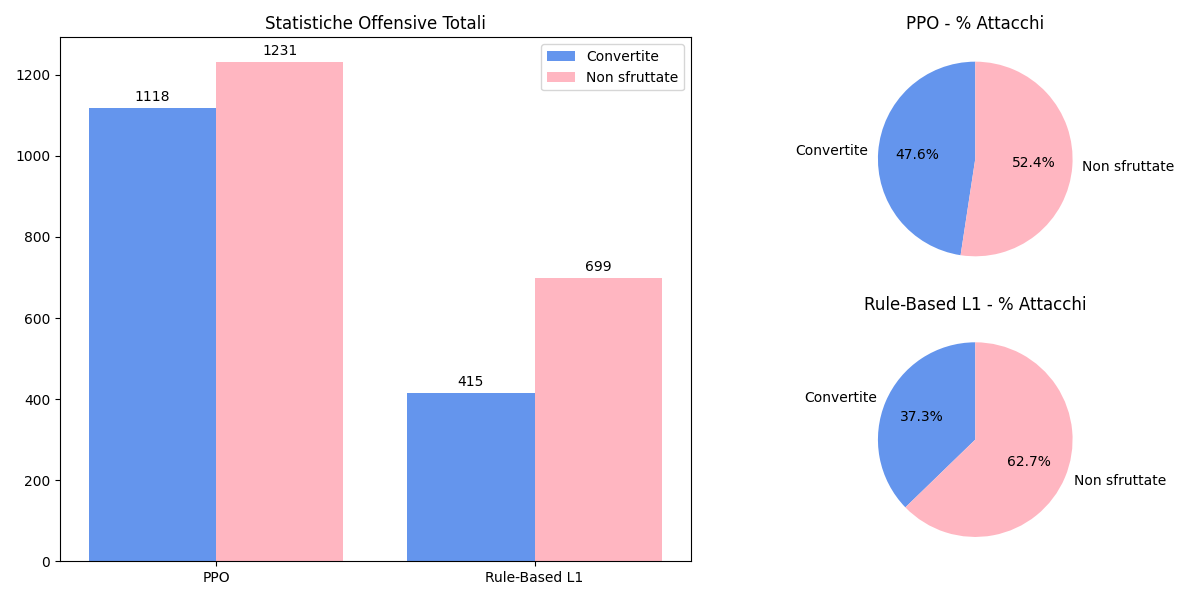 Statistiche Offensive Totali
1231
1118
699
415
Convertite
Non sfruttate
1200
1000
800
600
400
200
0
PPO
Rule-Based L1
PPO - % Attacchi
Convertite
47.6%
52.4%
Non sfruttate
Rule-Based L1 - % Attacchi
Convertite
37.3%
62.7%
Non sfruttate